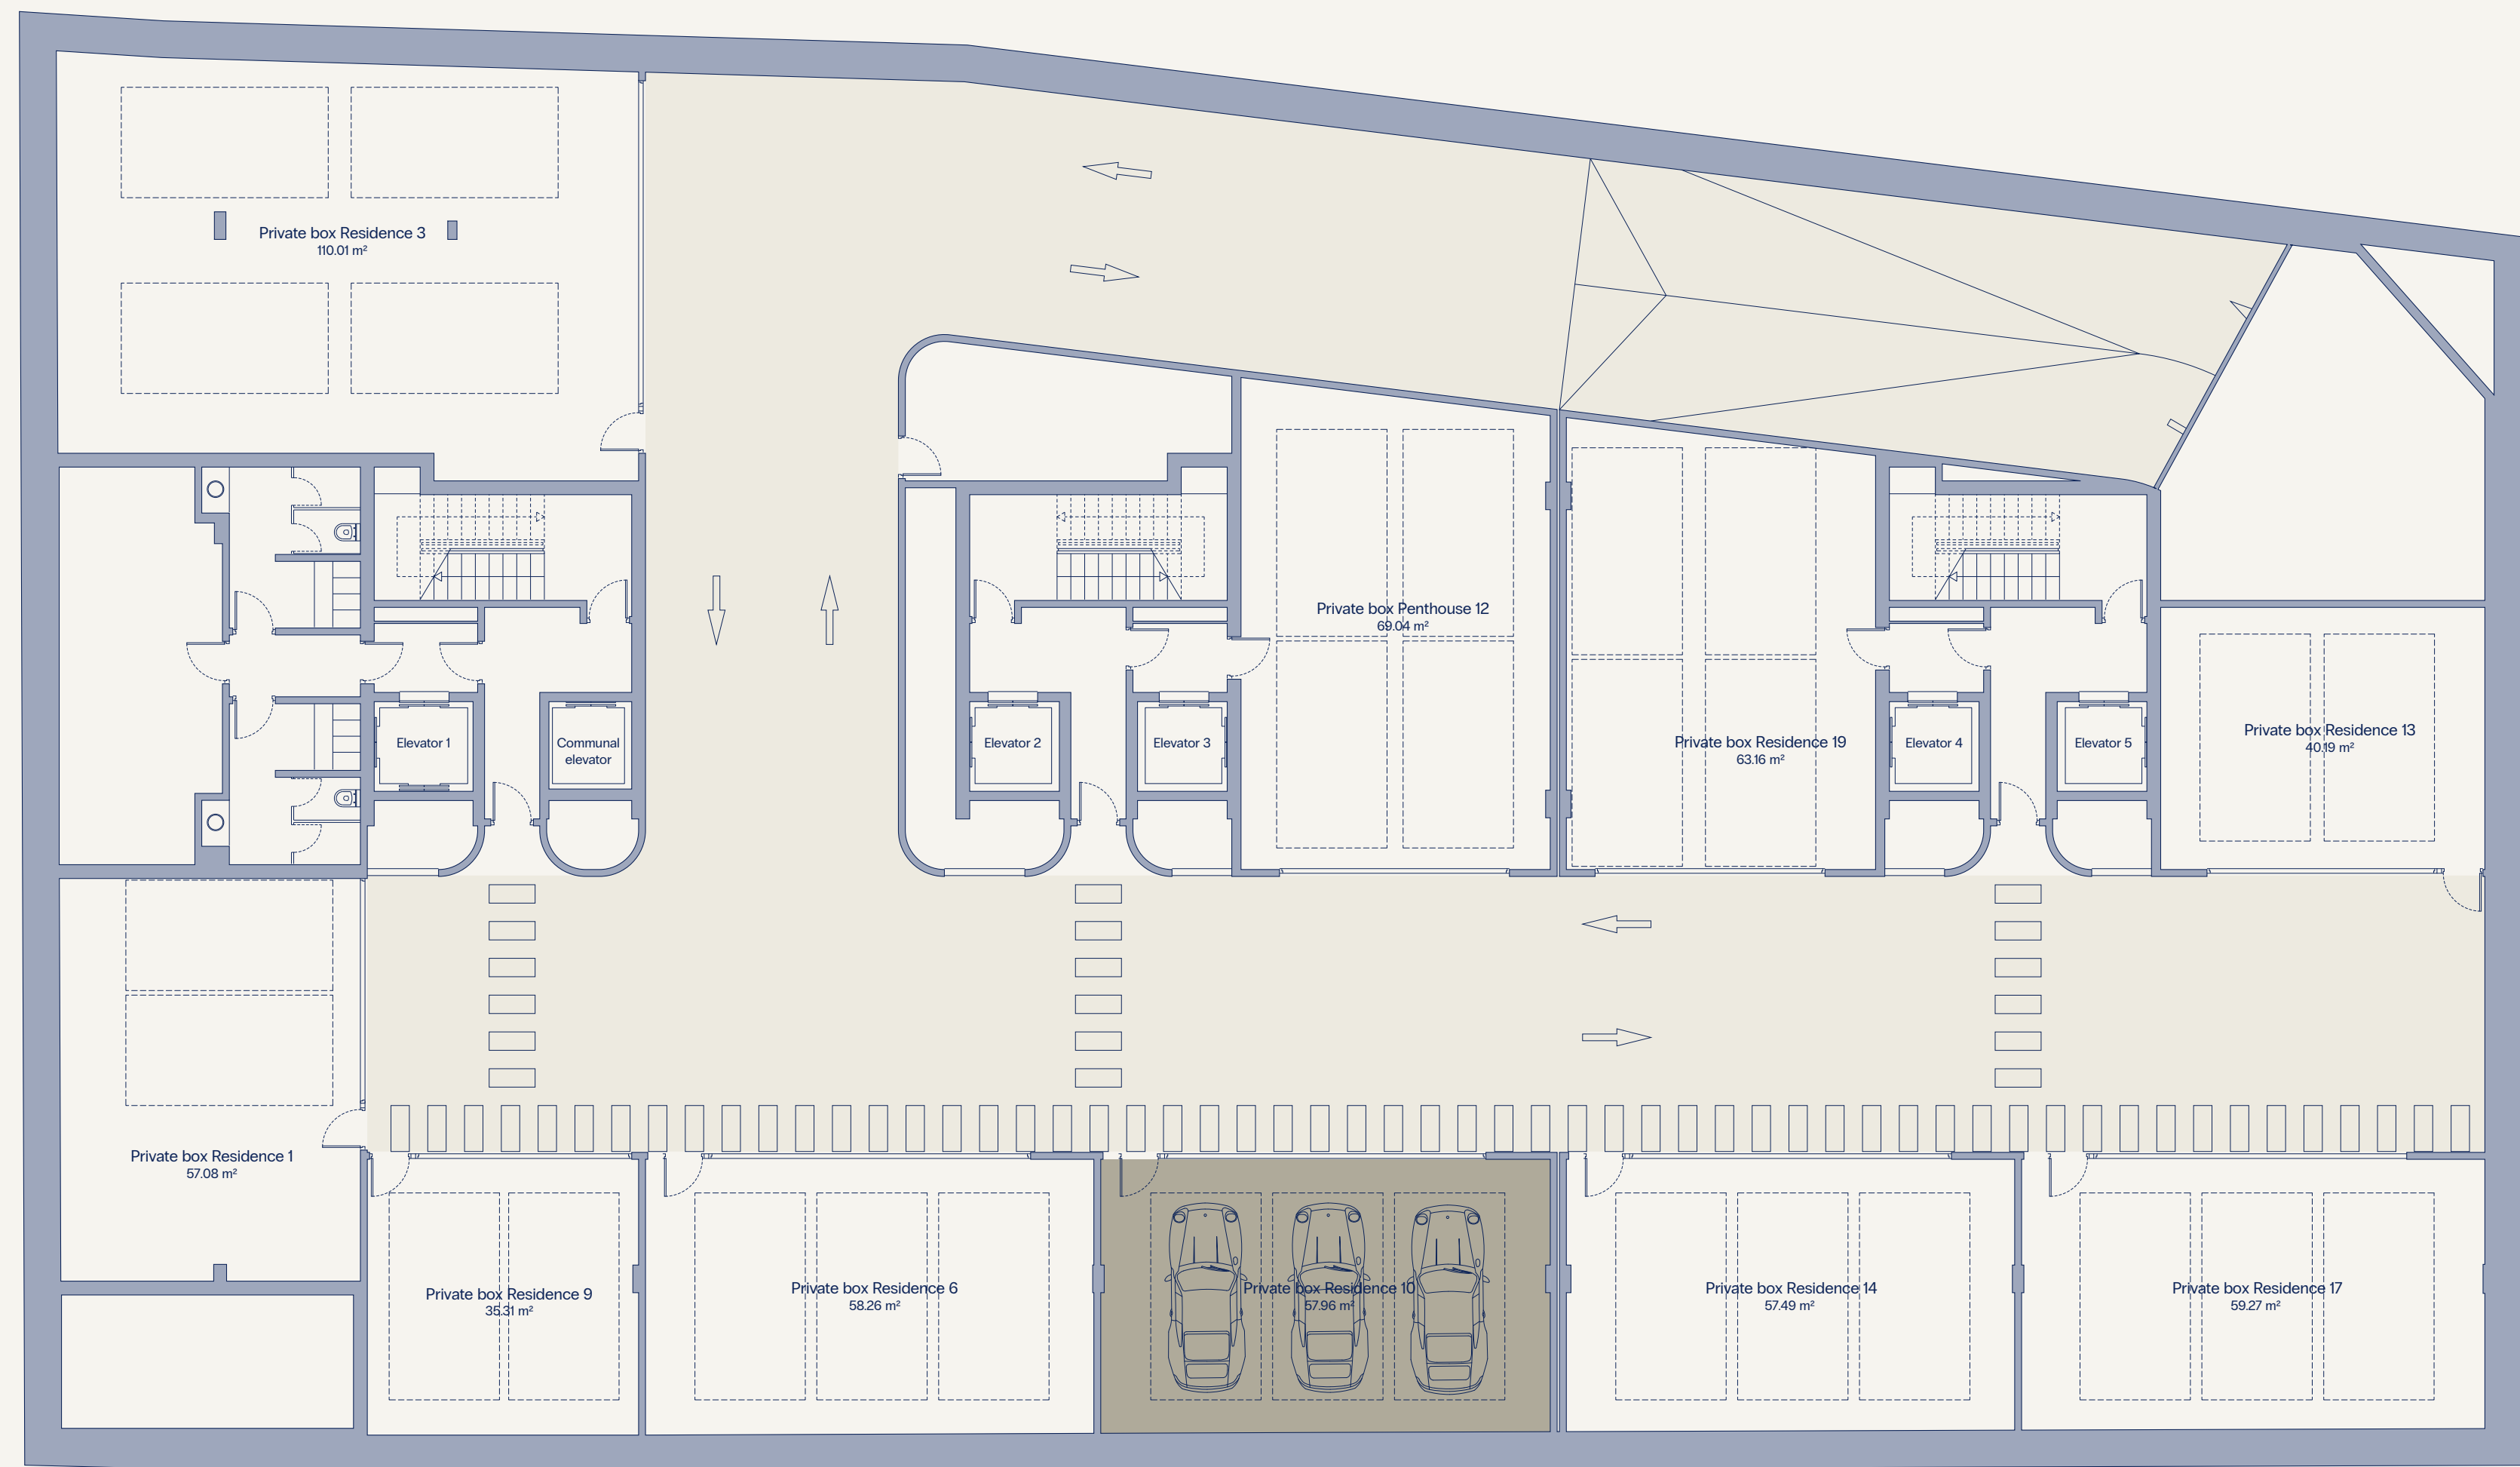 Private box Residence 3
110.01 m²
Private box Penthouse 12
69.04 m²
Private box Residence 19
63.16 m²
Private box Residence 13
40.19 m²
Elevator 1
Communal
elevator
Elevator 2
Elevator 3
Elevator 4
Elevator 5
Private box Residence 1
57.08 m²
Private box Residence 9
35.31 m²
Private box Residence 6
58.26 m²
Private box Residence 10
57.96 m²
Private box Residence 14
57.49 m²
Private box Residence 17
59.27 m²